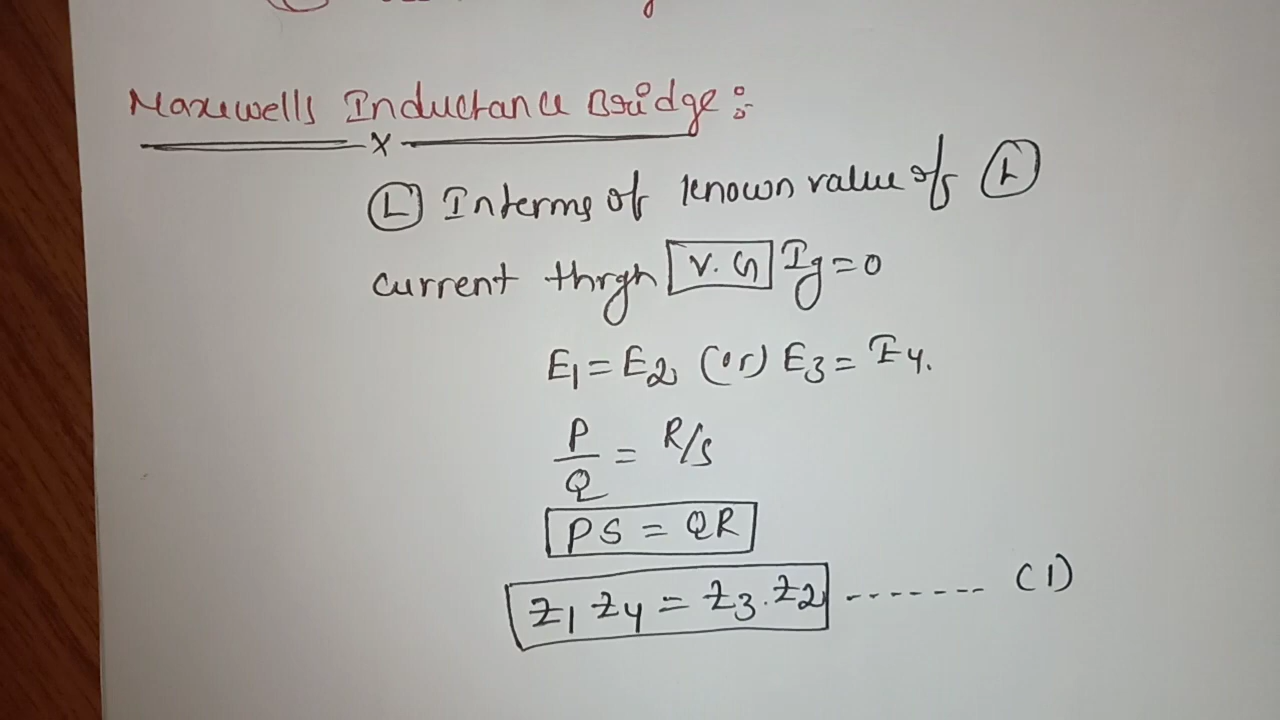 Maxwells Inductance Bridge :-
x
(L) Interms of known value of (L)
current thrgh V.G Ig=0
E1 = E2 (or) E3 = E4.
P/Q = R/S
PS = QR
Z1 Z4 = Z3.Z2 ------- (1)